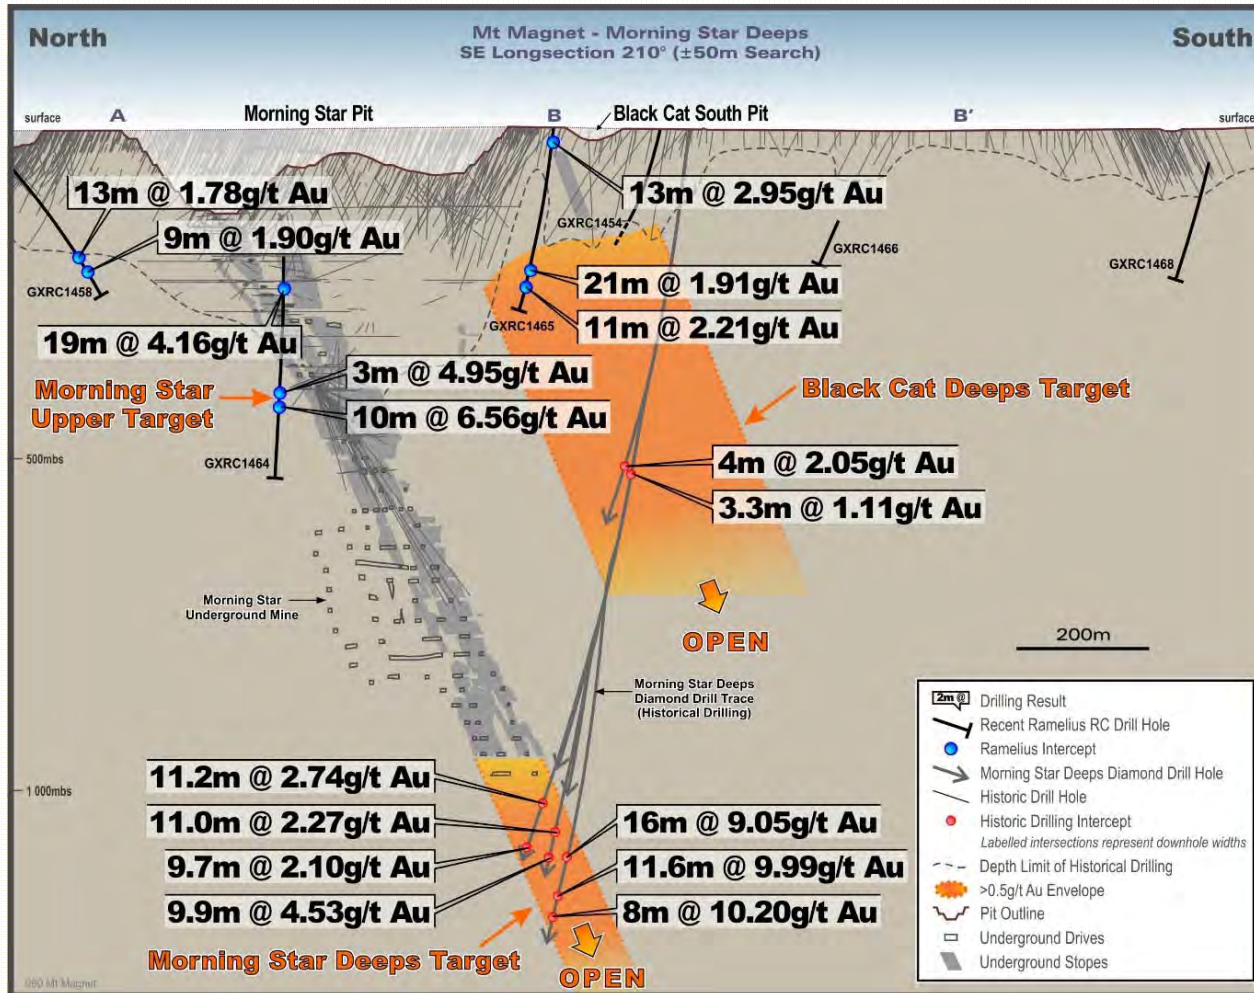 North
Mt Magnet - Morning Star Deeps
SE Longsection 210° (±50m Search)
South
surface
A
Morning Star Pit
B
Black Cat South Pit
B'
surface
13m @ 1.78g/t Au
9m @ 1.90g/t Au
GXRC1458
19m @ 4.16g/t Au
Morning Star
Upper Target
3m @ 4.95g/t Au
10m @ 6.56g/t Au
GXRC1464
13m @ 2.95g/t Au
GXRC1454
GXRC1466
GXRC1468
21m @ 1.91g/t Au
GXRC1465
11m @ 2.21g/t Au
Black Cat Deeps Target
500mbs
4m @ 2.05g/t Au
3.3m @ 1.11g/t Au
Morning Star
Underground Mine
OPEN
200m
Morning Star Deeps
Diamond Drill Trace
(Historical Drilling)
1 000mbs
11.2m @ 2.74g/t Au
11.0m @ 2.27g/t Au
9.7m @ 2.10g/t Au
9.9m @ 4.53g/t Au
16m @ 9.05g/t Au
11.6m @ 9.99g/t Au
8m @ 10.20g/t Au
Morning Star Deeps Target
OPEN
2m @
Drilling Result
Recent Ramelius RC Drill Hole
Ramelius Intercept
Morning Star Deeps Diamond Drill Hole
Historic Drill Hole
Historic Drilling Intercept
Labelled intersections represent downhole widths
Depth Limit of Historical Drilling
>0.5g/t Au Envelope
Pit Outline
Underground Drives
Underground Stopes
060 Mt Magnet